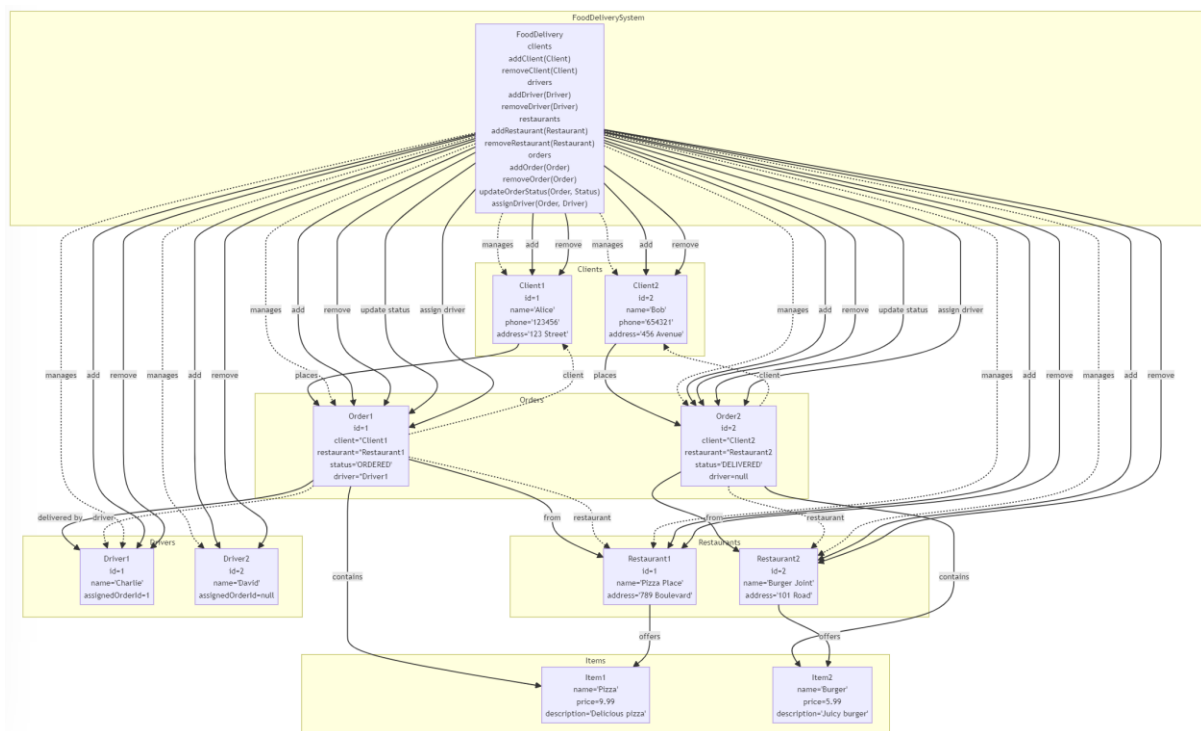 FoodDeliverySystem
FoodDelivery
clients
addClient(Client)
removeClient(Client)
drivers
addDriver(Driver)
removeDriver(Driver)
restaurants
addRestaurant(Restaurant)
removeRestaurant(Restaurant)
orders
addOrder(Order)
removeOrder(Order)
updateOrderStatus(Order, Status)
assignDriver(Order, Driver)
manages
add
remove
manages
add
remove
Clients
Client1
id=1
name='Alice'
phone='123456'
address='123 Street'
Client2
id=2
name='Bob'
phone='654321'
address='456 Avenue'
manages
add
remove
update status
assign driver
manages
add
remove
update status
assign driver
manages
add
remove
manages
add
remove
places
client
places
client
manages
add
remove
manages
add
remove
Orders
Order1
id=1
client="Client1
restaurant="Restaurant1
status='ORDERED'
driver="Driver1
Order2
id=2
client="Client2
restaurant="Restaurant2
status='DELIVERED'
driver=null
delivered by
driver
from
restaurant
from
restaurant
Drivers
Driver1
id=1
name='Charlie'
assignedOrderId=1
Driver2
id=2
name='David'
assignedOrderId=null
Restaurants
Restaurant1
id=1
name='Pizza Place'
address='789 Boulevard'
Restaurant2
id=2
name='Burger Joint'
address='101 Road'
contains
contains
offers
offers
Items
Item1
name='Pizza'
price=9.99
description='Delicious pizza'
Item2
name='Burger'
price=5.99
description='Juicy burger'